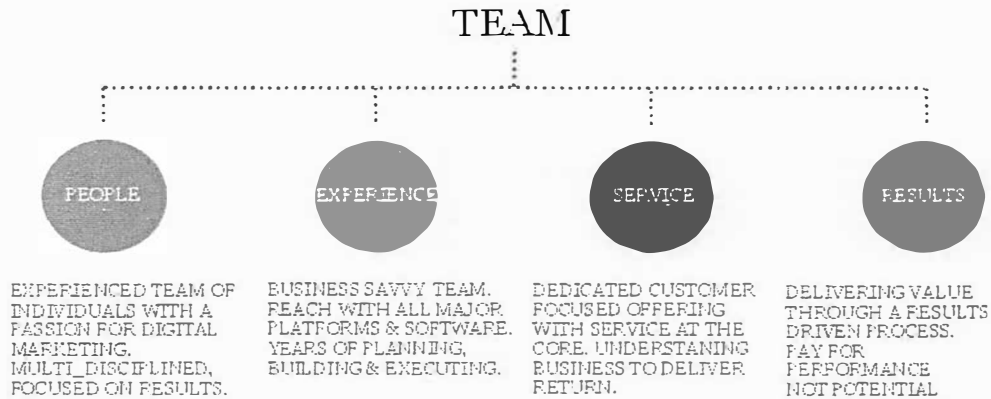 TEAM
PEOPLE
EXPERIENCE
SERVICE
RESULTS
EXPERIENCED TEAM OF
INDIVIDUALS WITH A
PASSION FOR DIGITAL
MARKETING.
MULTI_DISCIPLINED,
FOCUSED ON RESULTS.
BUSINESS SAVVY TEAM.
REACH WITH ALL MAJOR
PLATFORMS & SOFTWARE.
YEARS OF PLANNING,
BUILDING & EXECUTING.
DEDICATED CUSTOMER
FOCUSED OFFERING
WITH SERVICE AT THE
CORE. UNDERSTANING
BUSINESS TO DELIVER
RETURN.
DELIVERING VALUE
THROUGH A RESULTS
DRIVEN PROCESS.
PAY FOR
PERFORMANCE
NOT POTENTIAL